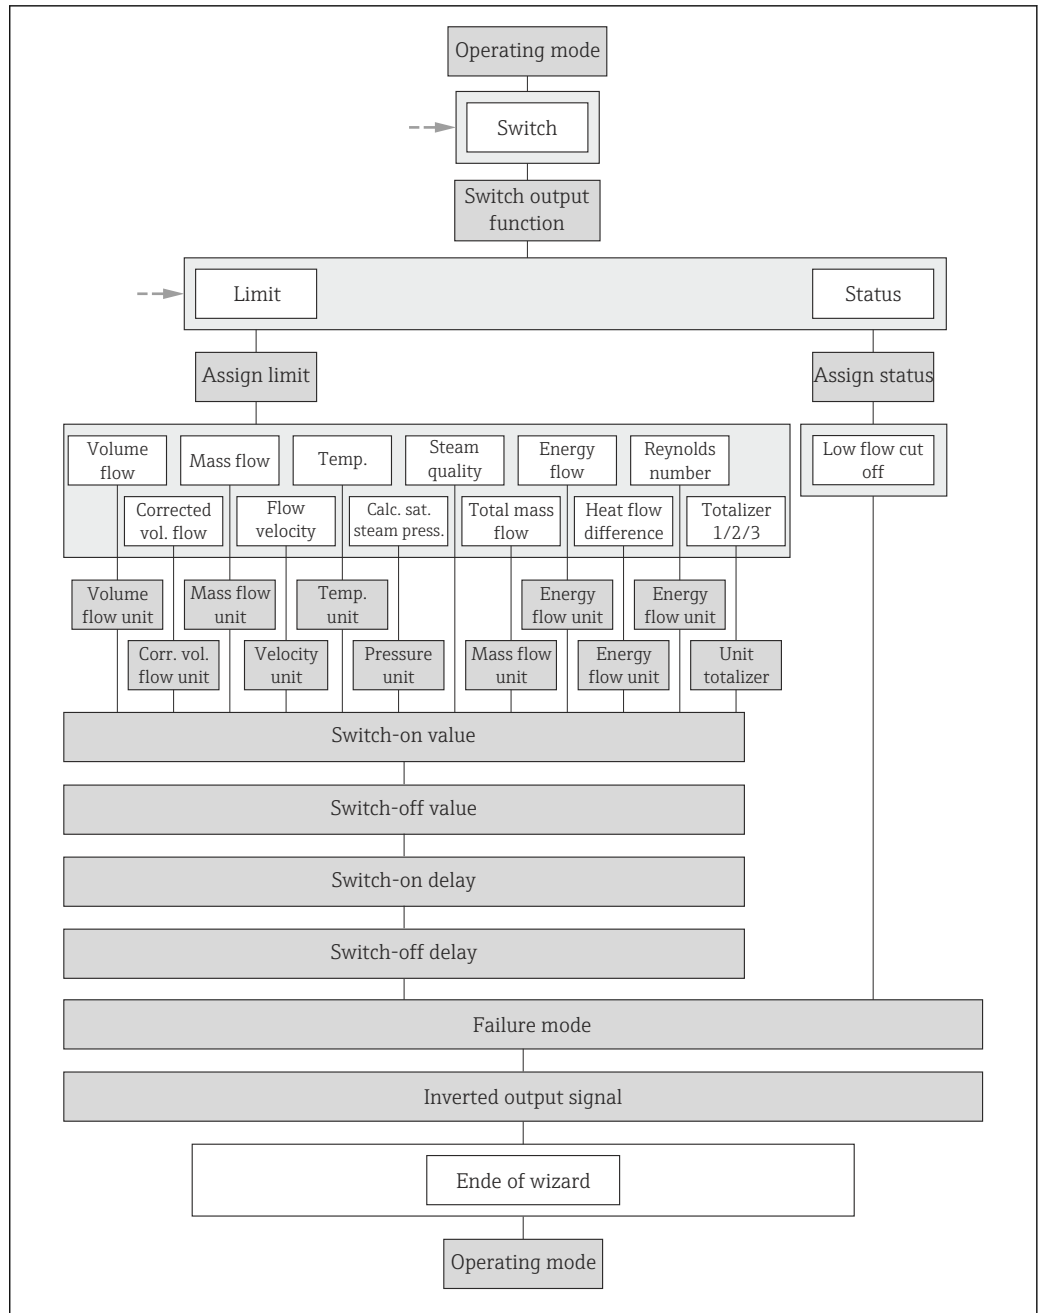 Operating mode
Switch
Switch output
function
Limit
Status
Assign limit
Assign status
Volume
flow
Mass flow
Temp.
Steam
quality
Energy
flow
Reynolds
number
Low flow cut
off
Corrected
vol. flow
Flow
velocity
Calc. sat.
steam press.
Total mass
flow
Heat flow
difference
Totalizer
1/2/3
Volume
flow unit
Mass flow
unit
Temp.
unit
Energy
flow unit
Energy
flow unit
Corr. vol.
flow unit
Velocity
unit
Pressure
unit
Mass flow
unit
Energy
flow unit
Unit
totalizer
Switch-on value
Switch-off value
Switch-on delay
Switch-off delay
Failure mode
Inverted output signal
Ende of wizard
Operating mode